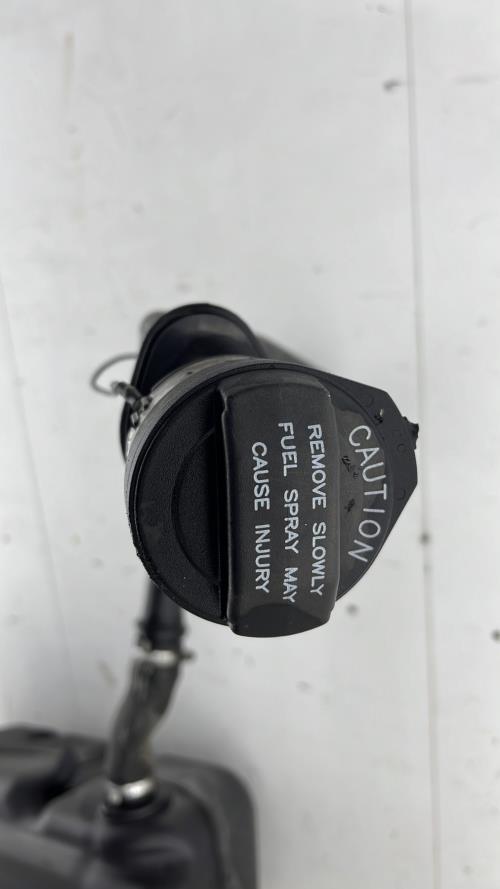 CAUTION
REMOVE SLOWLY
FUEL SPRAY MAY
CAUSE INJURY